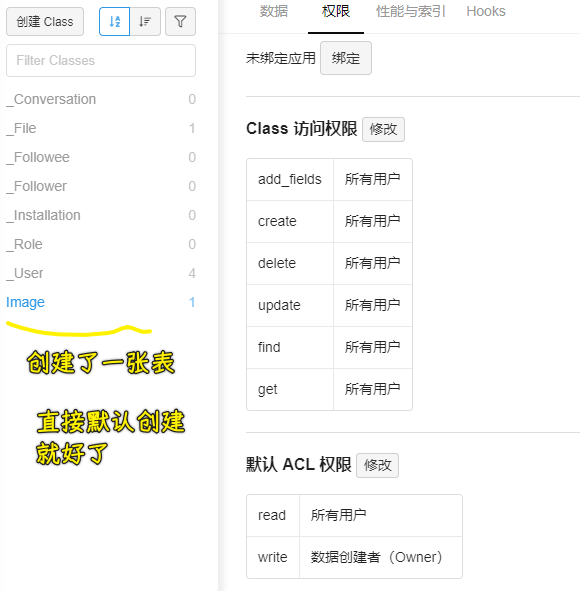 创建 Class
Filter Classes
_Conversation 0
_File 1
_Followee 0
_Follower 0
_Installation 0
_Role 0
_User 4
Image 1
创建了一张表
直接默认创建
就好了
数据 权限 性能与索引 Hooks
未绑定应用 绑定
Class 访问权限 修改
add_fields 所有用户
create 所有用户
delete 所有用户
update 所有用户
find 所有用户
get 所有用户
默认 ACL 权限 修改
read 所有用户
write 数据创建者（Owner）